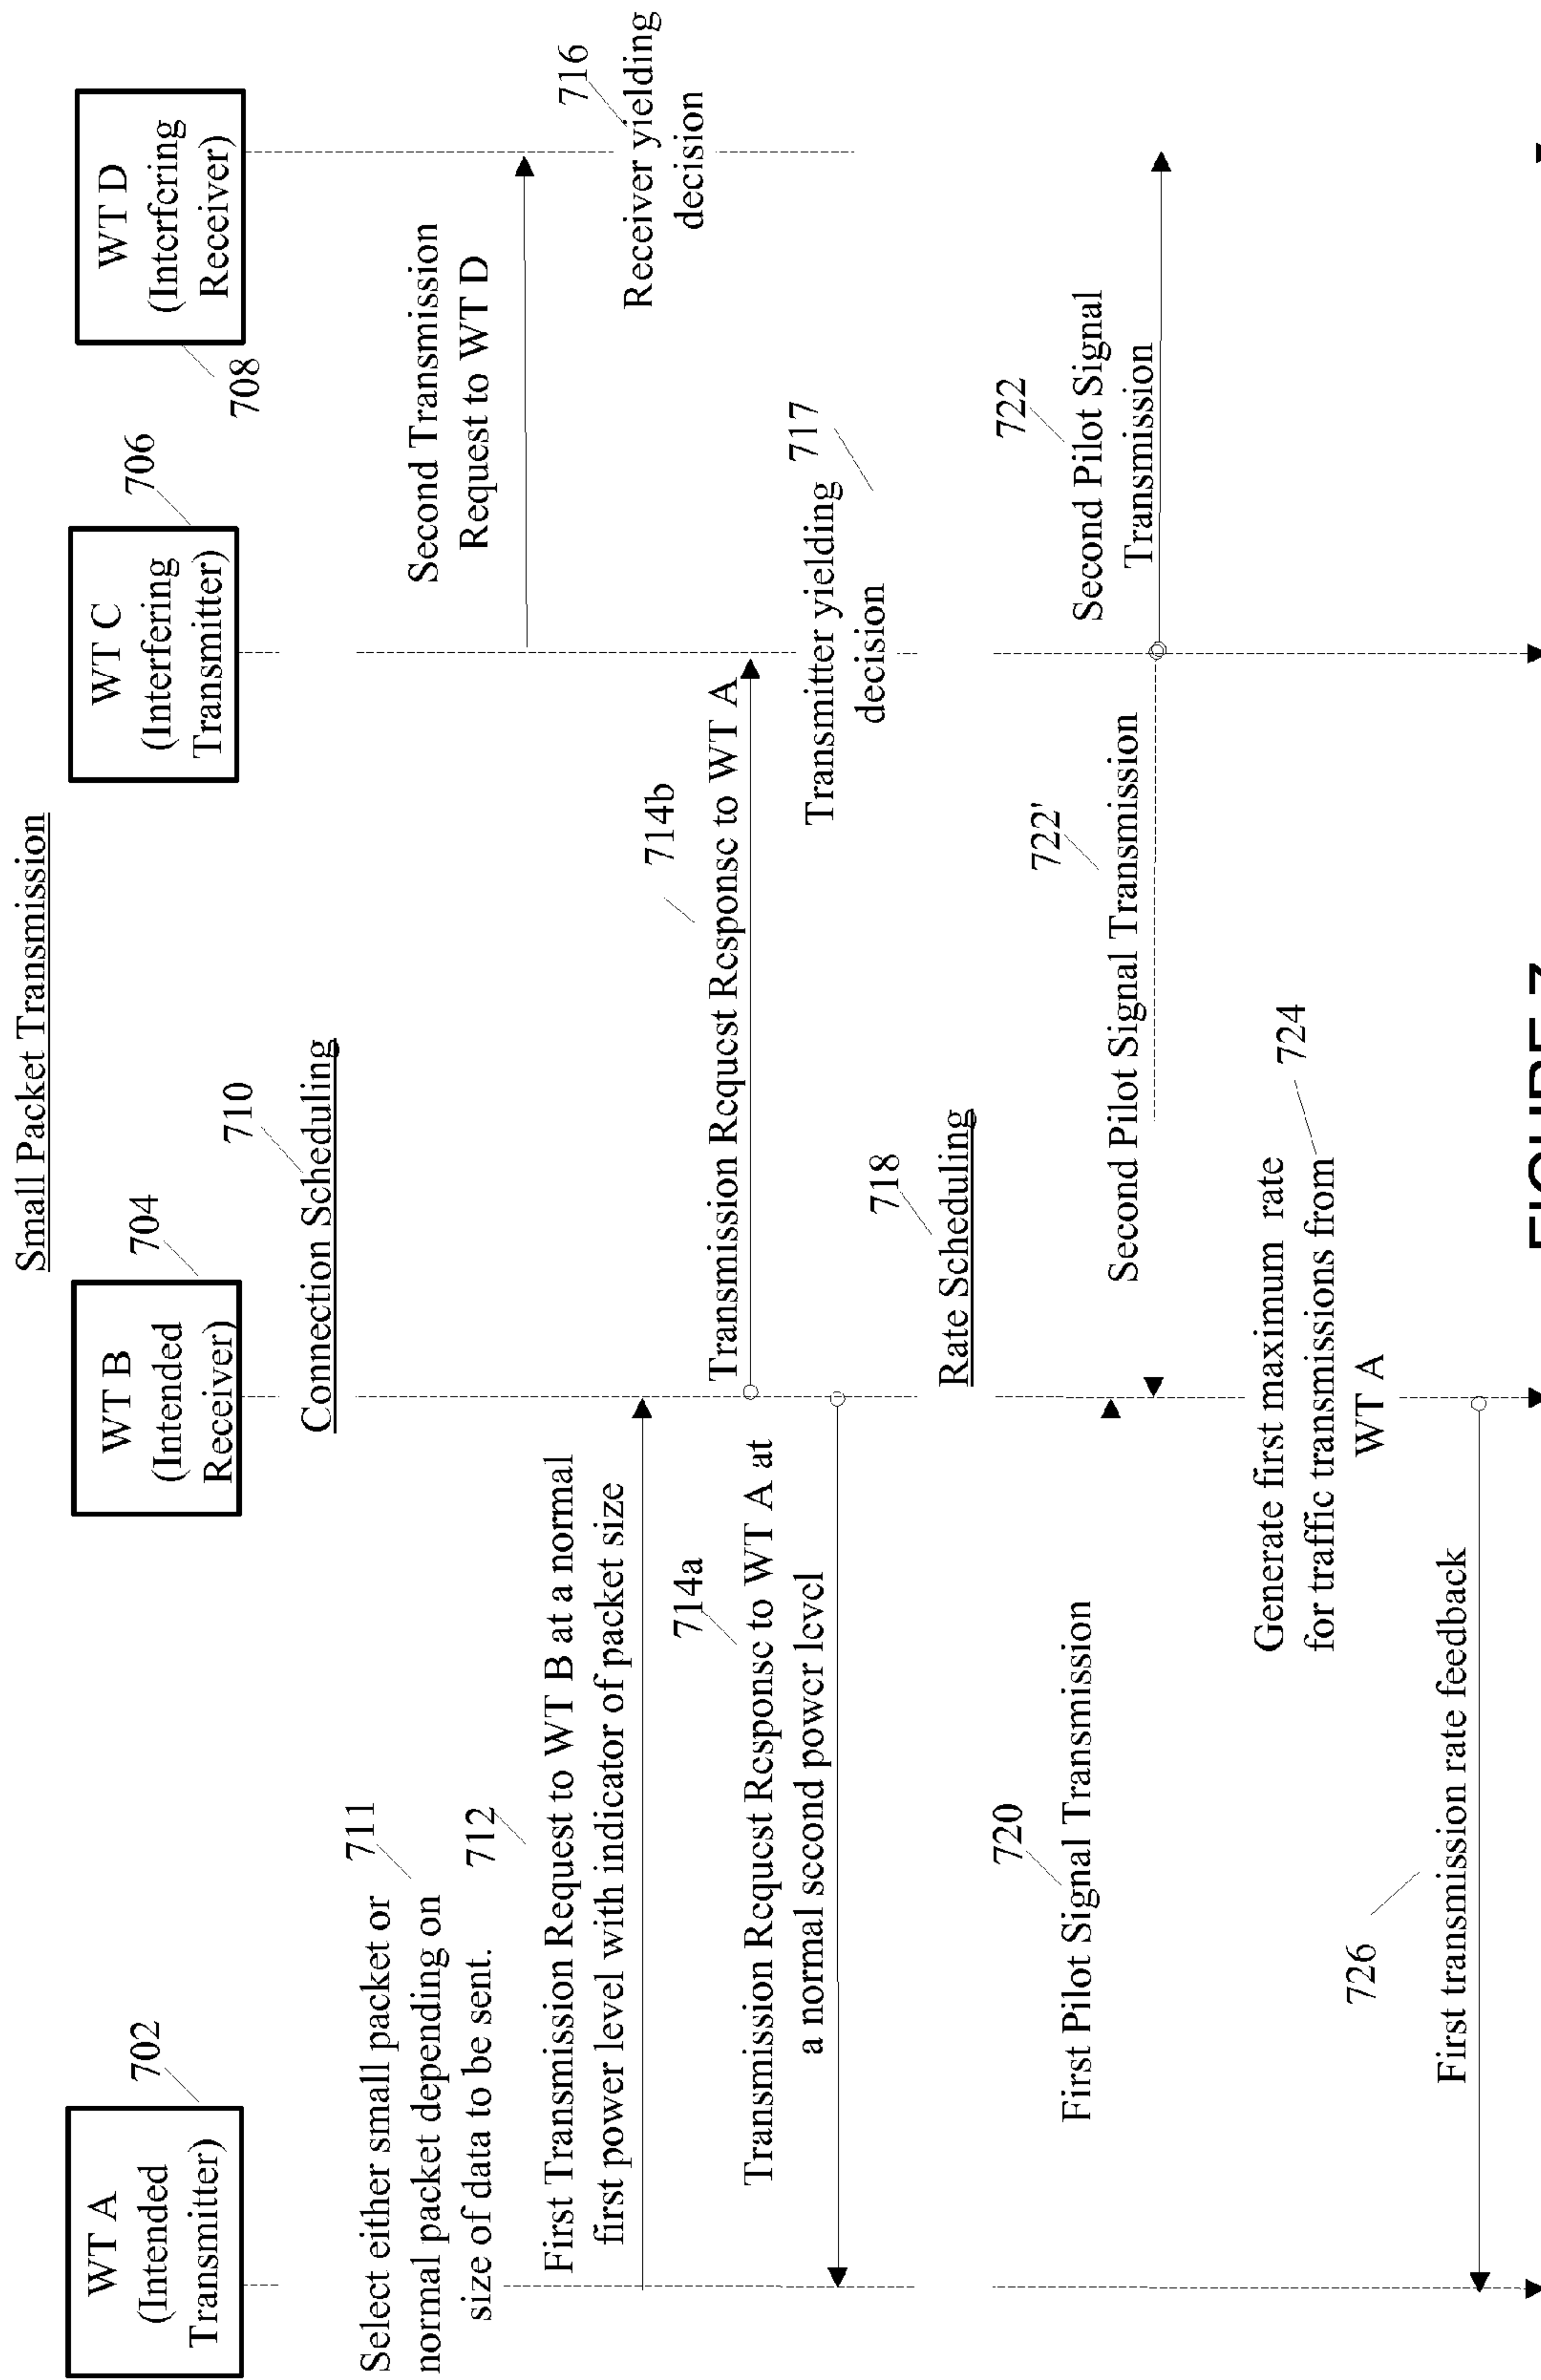 Small Packet Transmission
WT A
(Intended
Transmitter)
702
WT B
(Intended
Receiver)
704
WT C
(Interfering
Transmitter)
706
WT D
(Interfering
Receiver)
708
710
Connection Scheduling
711
Select either small packet or
normal packet depending on
size of data to be sent.
712
First Transmission Request to WT B at a normal
first power level with indicator of packet size
Second Transmission
Request to WT D
716
Receiver yielding
decision
714b
Transmission Request Response to WT A
714a
Transmission Request Response to WT A at
a normal second power level
717
Transmitter yielding
decision
718
Rate Scheduling
720
First Pilot Signal Transmission
722'
Second Pilot Signal Transmission
722
Second Pilot Signal
Transmission
724
Generate first maximum rate
for traffic transmissions from
WT A
726
First transmission rate feedback
FIGURE 7